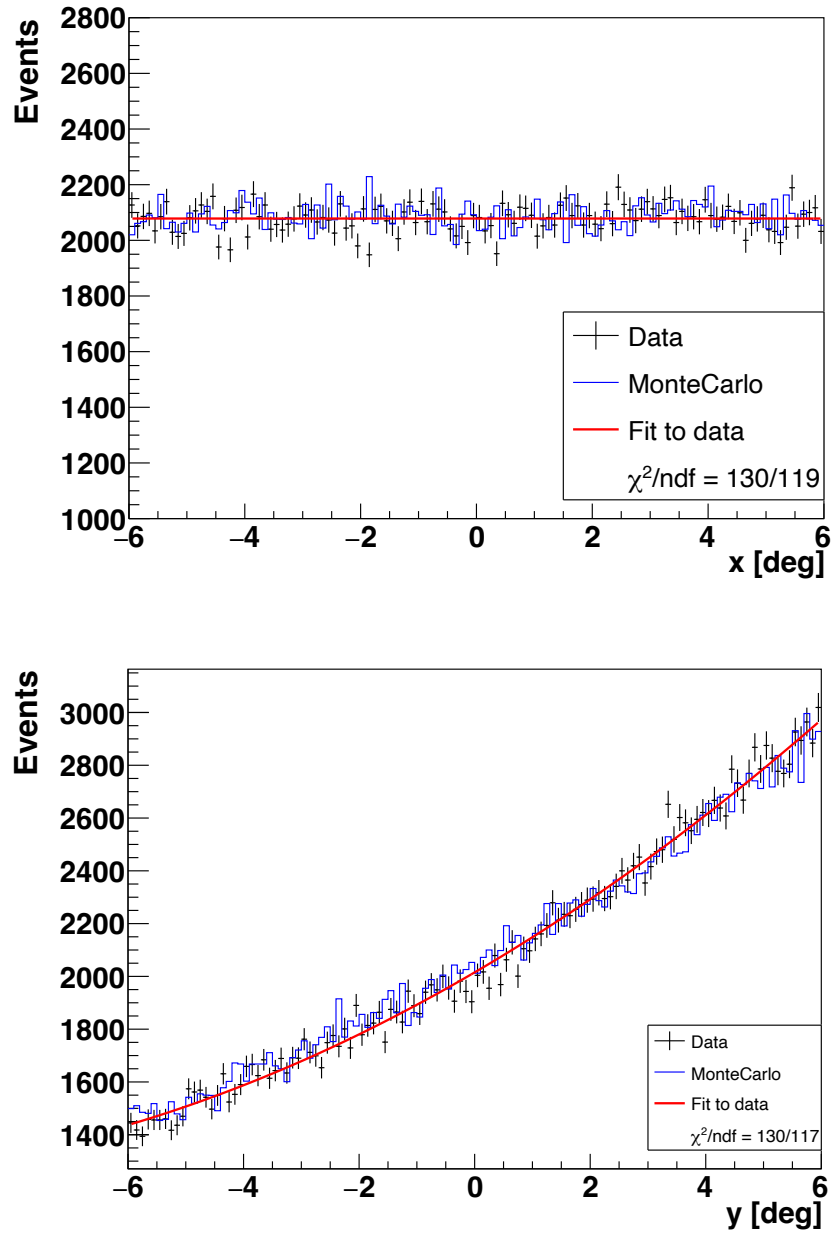 Events
2800
2600
2400
2200
2000
1800
1600
1400
1200
1000
Data
MonteCarlo
Fit to data
χ²/ndf = 130/119
−6 −4 −2 0 2 4 6
x [deg]
Events
3000
2800
2600
2400
2200
2000
1800
1600
1400
Data
MonteCarlo
Fit to data
χ²/ndf = 130/117
−6 −4 −2 0 2 4 6
y [deg]